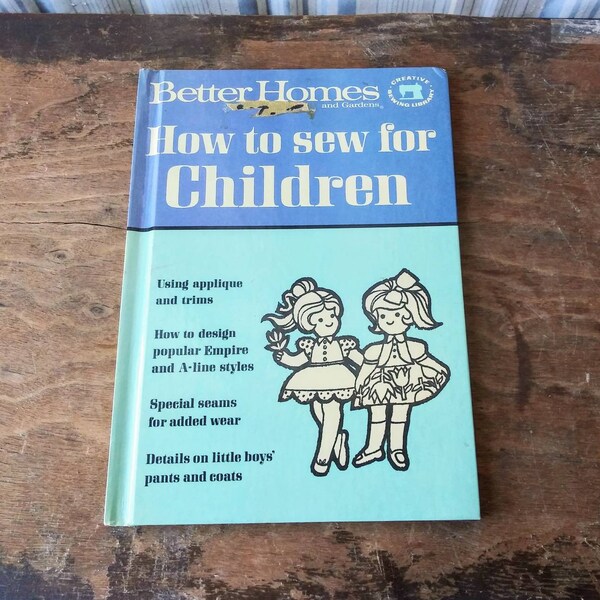 Better Homes
and Gardens®
CREATIVE
SEWING LIBRARY
How to sew for
Children
Using applique
and trims
How to design
popular Empire
and A-line styles
Special seams
for added wear
Details on little boys'
pants and coats